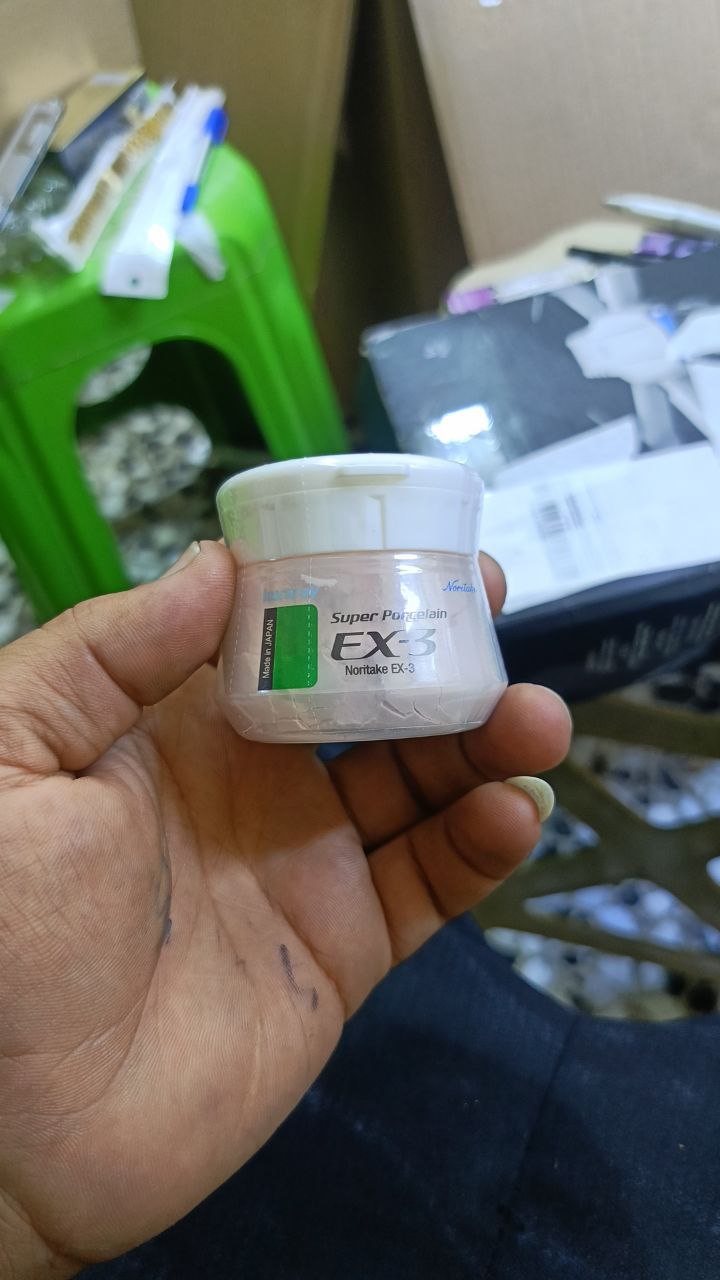 Noritake
Super Porcelain
EX-3
Noritake EX-3
Made in JAPAN